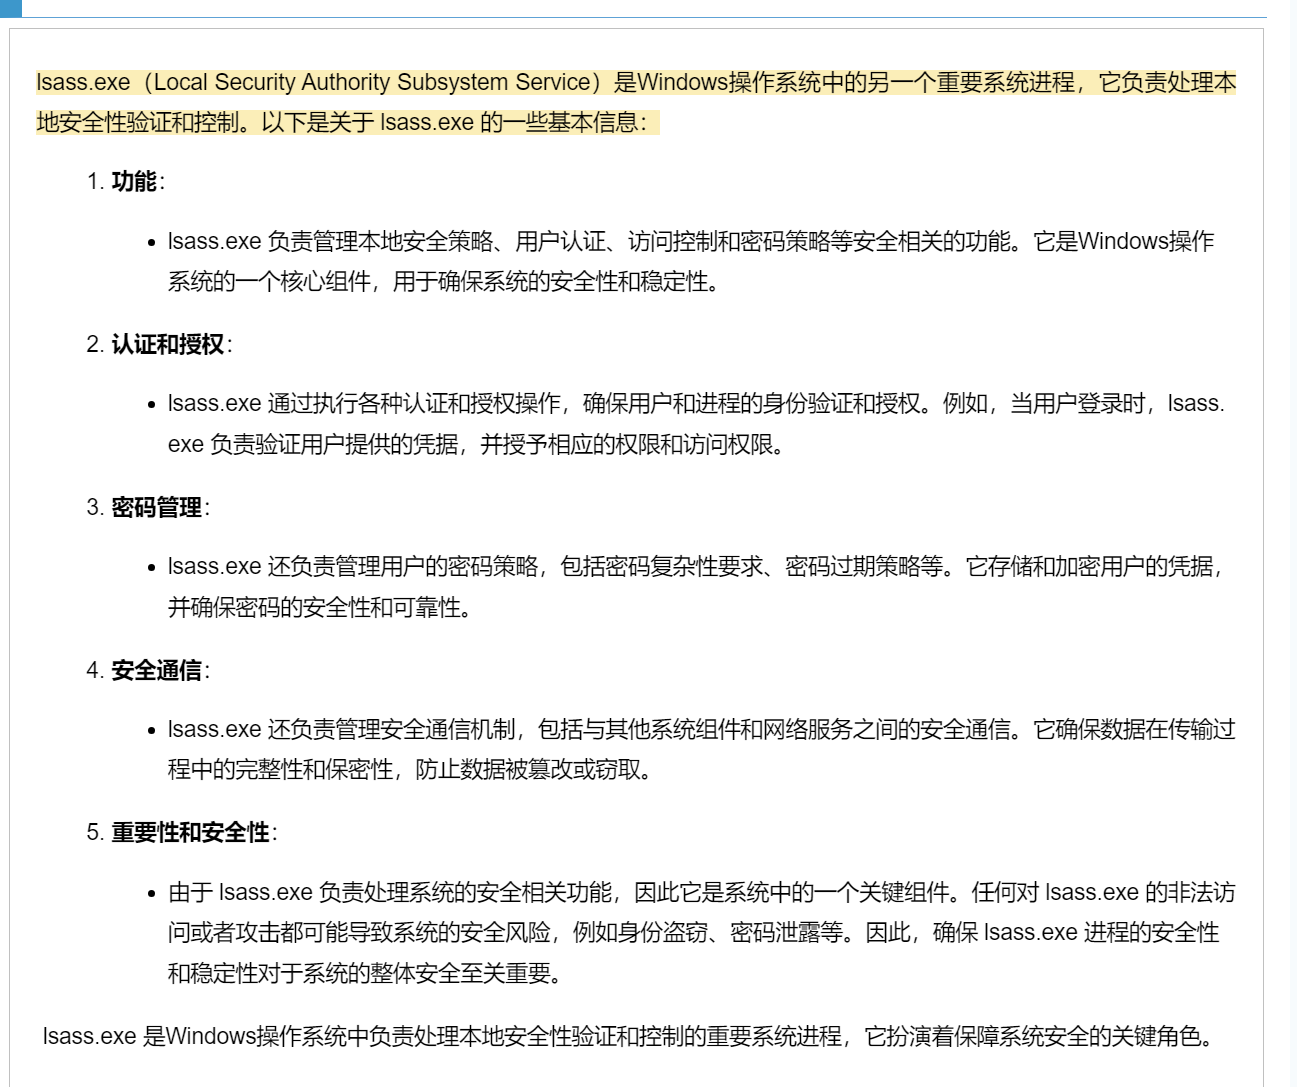 lsass.exe（Local Security Authority Subsystem Service）是Windows操作系统中的另一个重要系统进程，它负责处理本
地安全性验证和控制。以下是关于 lsass.exe 的一些基本信息：
1. 功能：
• lsass.exe 负责管理本地安全策略、用户认证、访问控制和密码策略等安全相关的功能。它是Windows操作
系统的一个核心组件，用于确保系统的安全性和稳定性。
2. 认证和授权：
• lsass.exe 通过执行各种认证和授权操作，确保用户和进程的身份验证和授权。例如，当用户登录时，lsass.
exe 负责验证用户提供的凭据，并授予相应的权限和访问权限。
3. 密码管理：
• lsass.exe 还负责管理用户的密码策略，包括密码复杂性要求、密码过期策略等。它存储和加密用户的凭据，
并确保密码的安全性和可靠性。
4. 安全通信：
• lsass.exe 还负责管理安全通信机制，包括与其他系统组件和网络服务之间的安全通信。它确保数据在传输过
程中的完整性和保密性，防止数据被篡改或窃取。
5. 重要性和安全性：
• 由于 lsass.exe 负责处理系统的安全相关功能，因此它是系统中的一个关键组件。任何对 lsass.exe 的非法访
问或者攻击都可能导致系统的安全风险，例如身份盗窃、密码泄露等。因此，确保 lsass.exe 进程的安全性
和稳定性对于系统的整体安全至关重要。
lsass.exe 是Windows操作系统中负责处理本地安全性验证和控制的重要系统进程，它扮演着保障系统安全的关键角色。